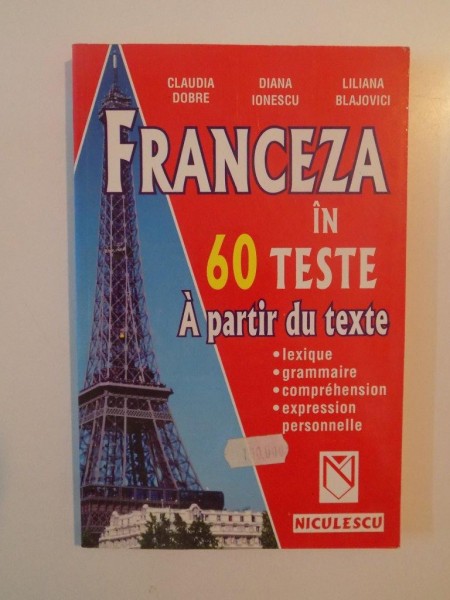 CLAUDIA DIANA LILIANA
DOBRE IONESCU BLAJOVICI
FRANCEZA
ÎN
60 TESTE
À partir du texte
•lexique
•grammaire
•compréhension
•expression
personnelle
NICULESCU